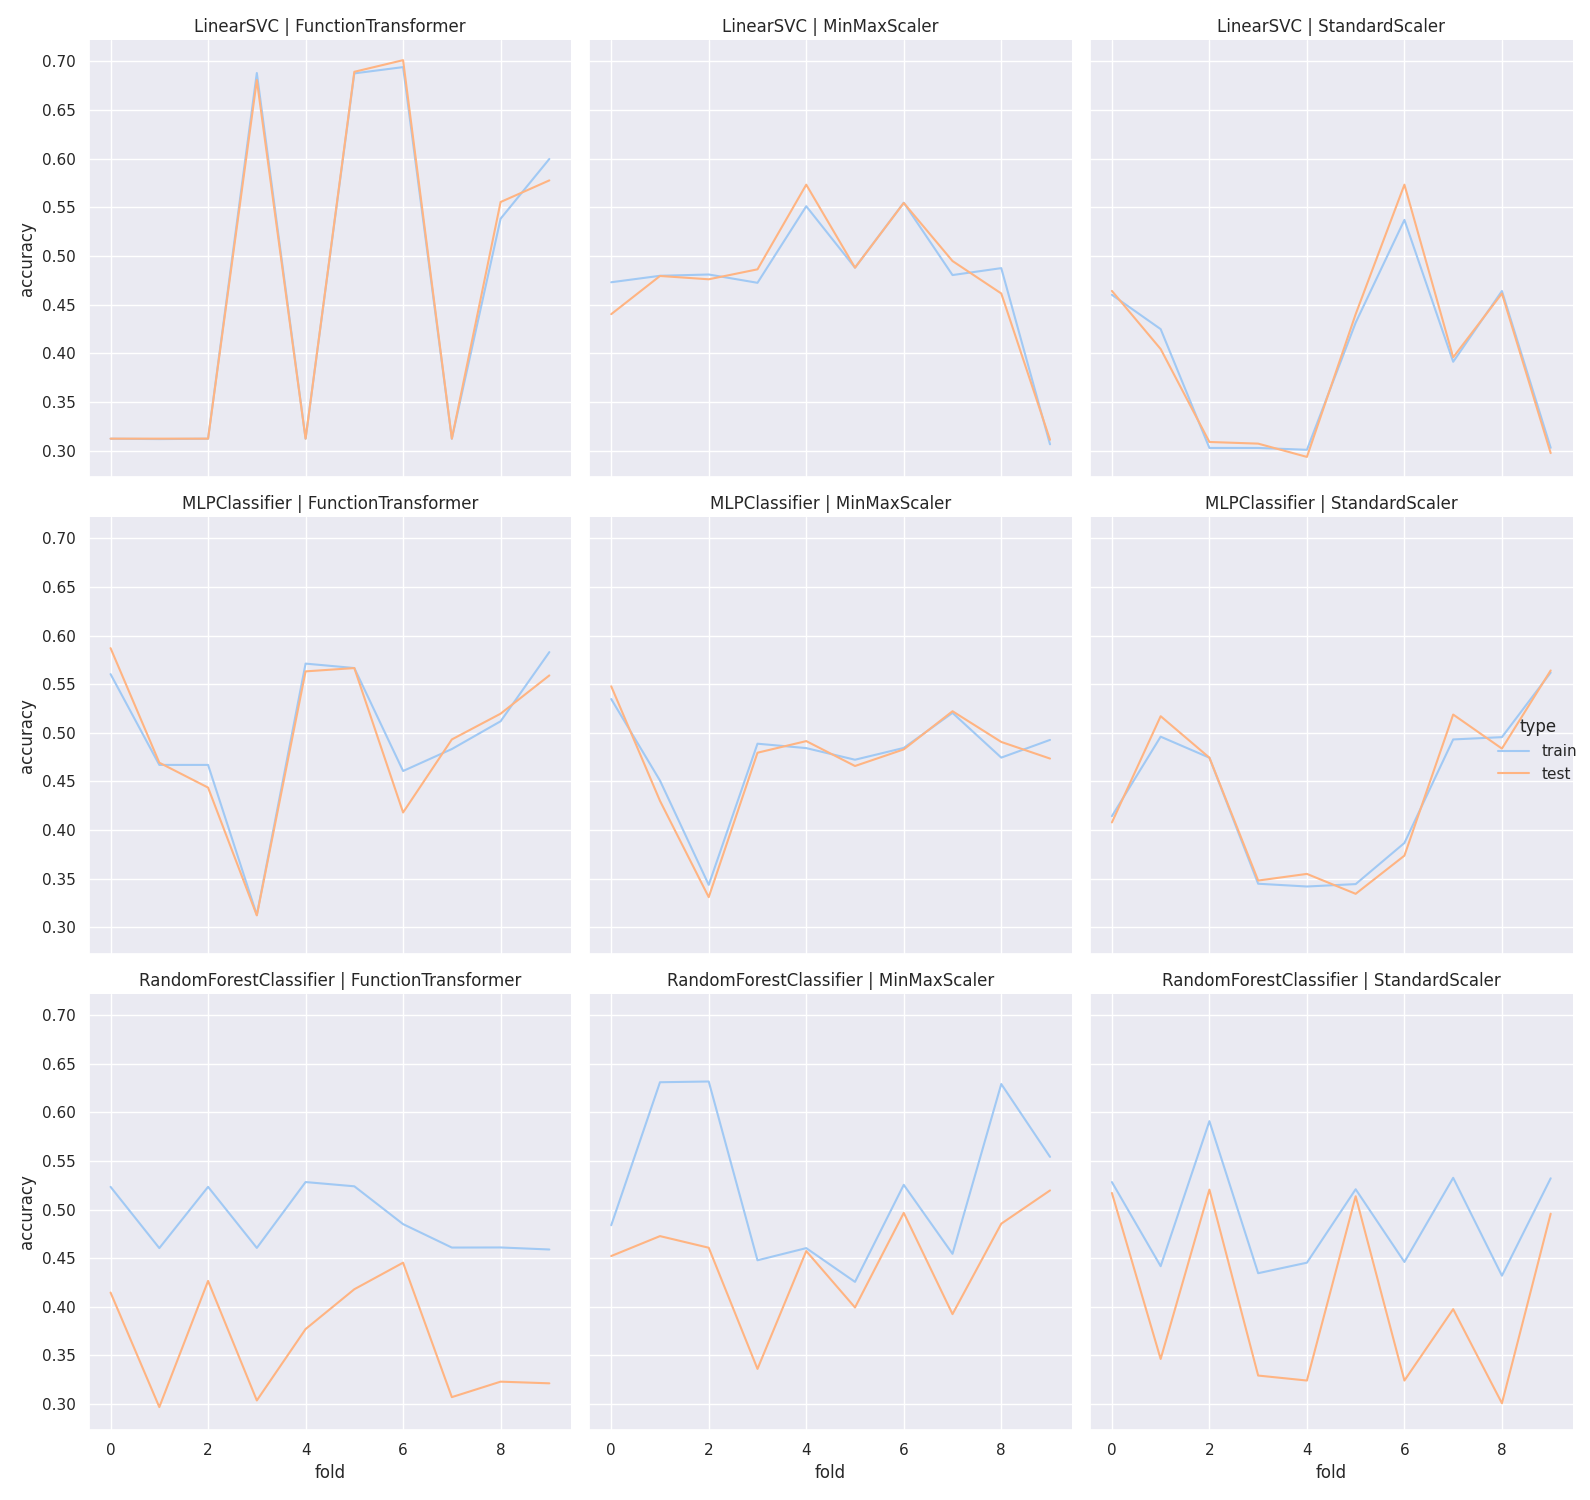 LinearSVC | FunctionTransformer
LinearSVC | MinMaxScaler
LinearSVC | StandardScaler
0.70
0.65
0.60
0.55
0.50
0.45
0.40
0.35
0.30
accuracy
MLPClassifier | FunctionTransformer
MLPClassifier | MinMaxScaler
MLPClassifier | StandardScaler
0.70
0.65
0.60
0.55
0.50
0.45
0.40
0.35
0.30
accuracy
type
train
test
RandomForestClassifier | FunctionTransformer
RandomForestClassifier | MinMaxScaler
RandomForestClassifier | StandardScaler
0.70
0.65
0.60
0.55
0.50
0.45
0.40
0.35
0.30
accuracy
0 2 4 6 8
0 2 4 6 8
0 2 4 6 8
fold
fold
fold